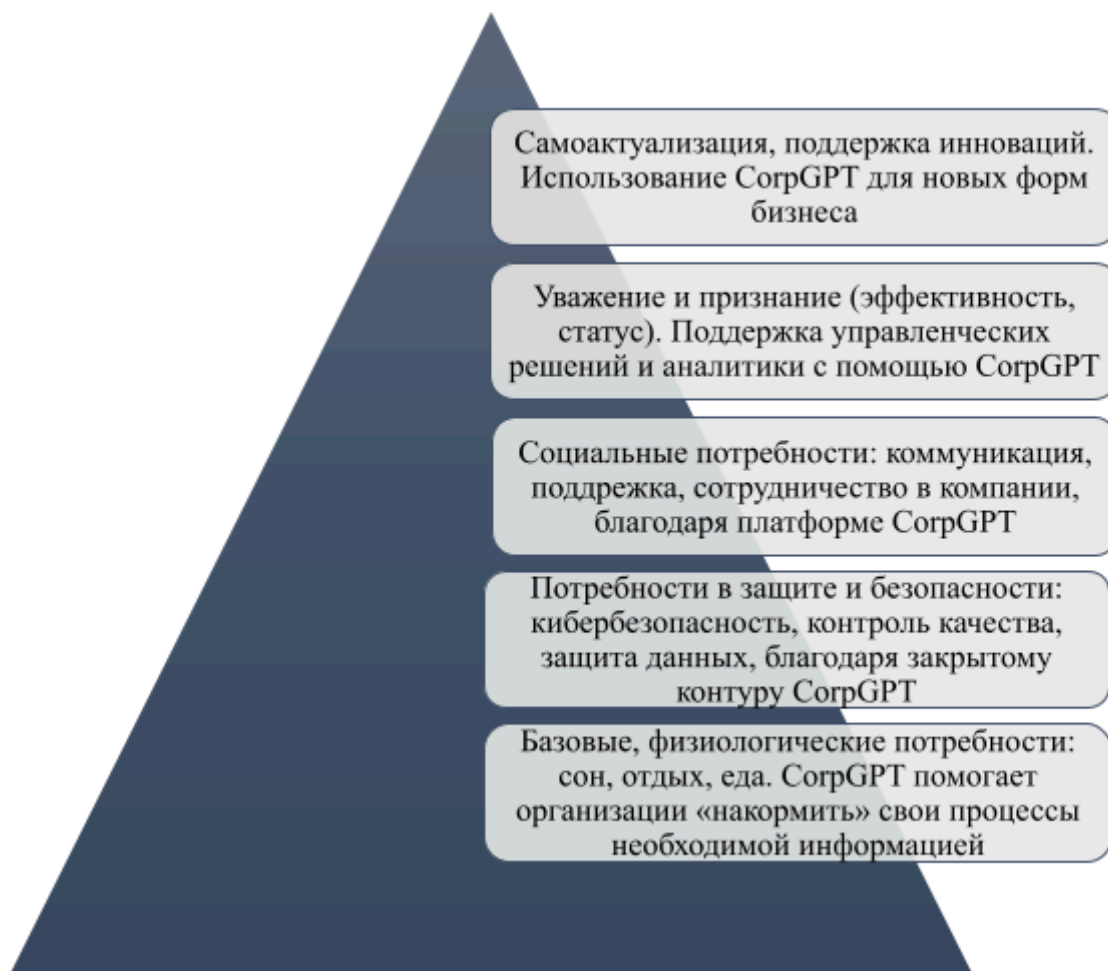 Самоактуализация, поддержка инноваций.
Использование CorpGPT для новых форм
бизнеса
Уважение и признание (эффективность,
статус). Поддержка управленческих
решений и аналитики с помощью CorpGPT
Социальные потребности: коммуникация,
поддрежка, сотрудничество в компании,
благодаря платформе CorpGPT
Потребности в защите и безопасности:
кибербезопасность, контроль качества,
защита данных, благодаря закрытому
контуру CorpGPT
Базовые, физиологические потребности:
сон, отдых, еда. CorpGPT помогает
организации «накормить» свои процессы
необходимой информацией